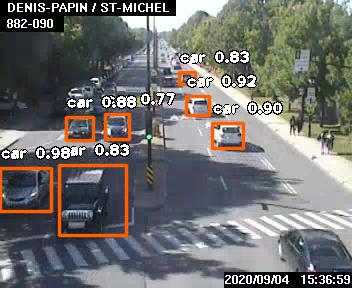 DENIS-PAPIN / ST-MICHEL
882-090
car 0.83
car 0.92
car 0.90
car 0.88
0.77
car 0.98
car 0.83
2020/09/04 15:36:59